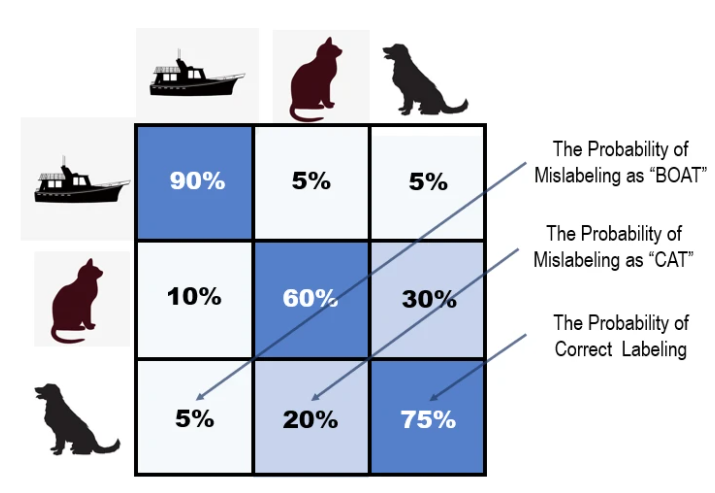 90% 5% 5%
10% 60% 30%
5% 20% 75%
The Probability of
Mislabeling as “BOAT”
The Probability of
Mislabeling as “CAT”
The Probability of
Correct Labeling